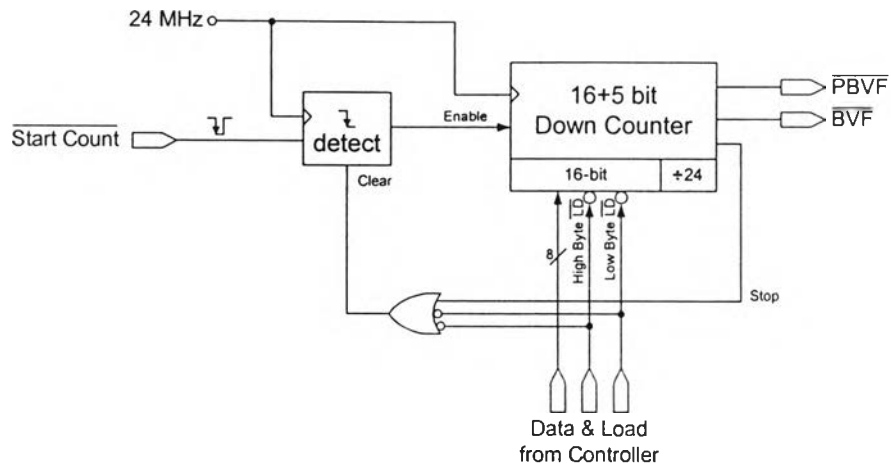 24 MHz
16+5 bit
Down Counter
PBVF
BVF
Start Count
detect
Enable
Clear
16-bit
÷24
8
High Byte LD
Low Byte LD
Stop
Data & Load
from Controller